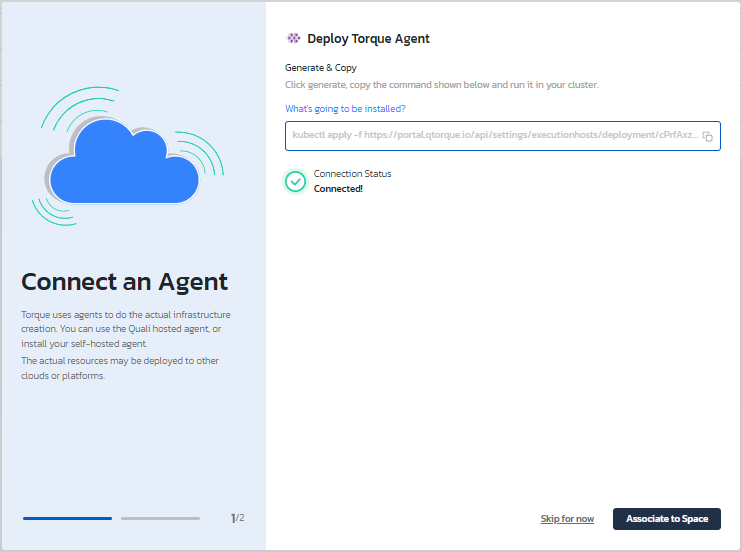 Connect an Agent
Torque uses agents to do the actual infrastructure
creation. You can use the Quali hosted agent, or
install your self-hosted agent.
The actual resources may be deployed to other
clouds or platforms.
1/2
Deploy Torque Agent
Generate & Copy
Click generate, copy the command shown below and run it in your cluster.
What's going to be installed?
kubectl apply -f https://portal.qtorque.io/api/settings/executionhosts/deployment/cPrfAxz...
Connection Status
Connected!
Skip for now
Associate to Space